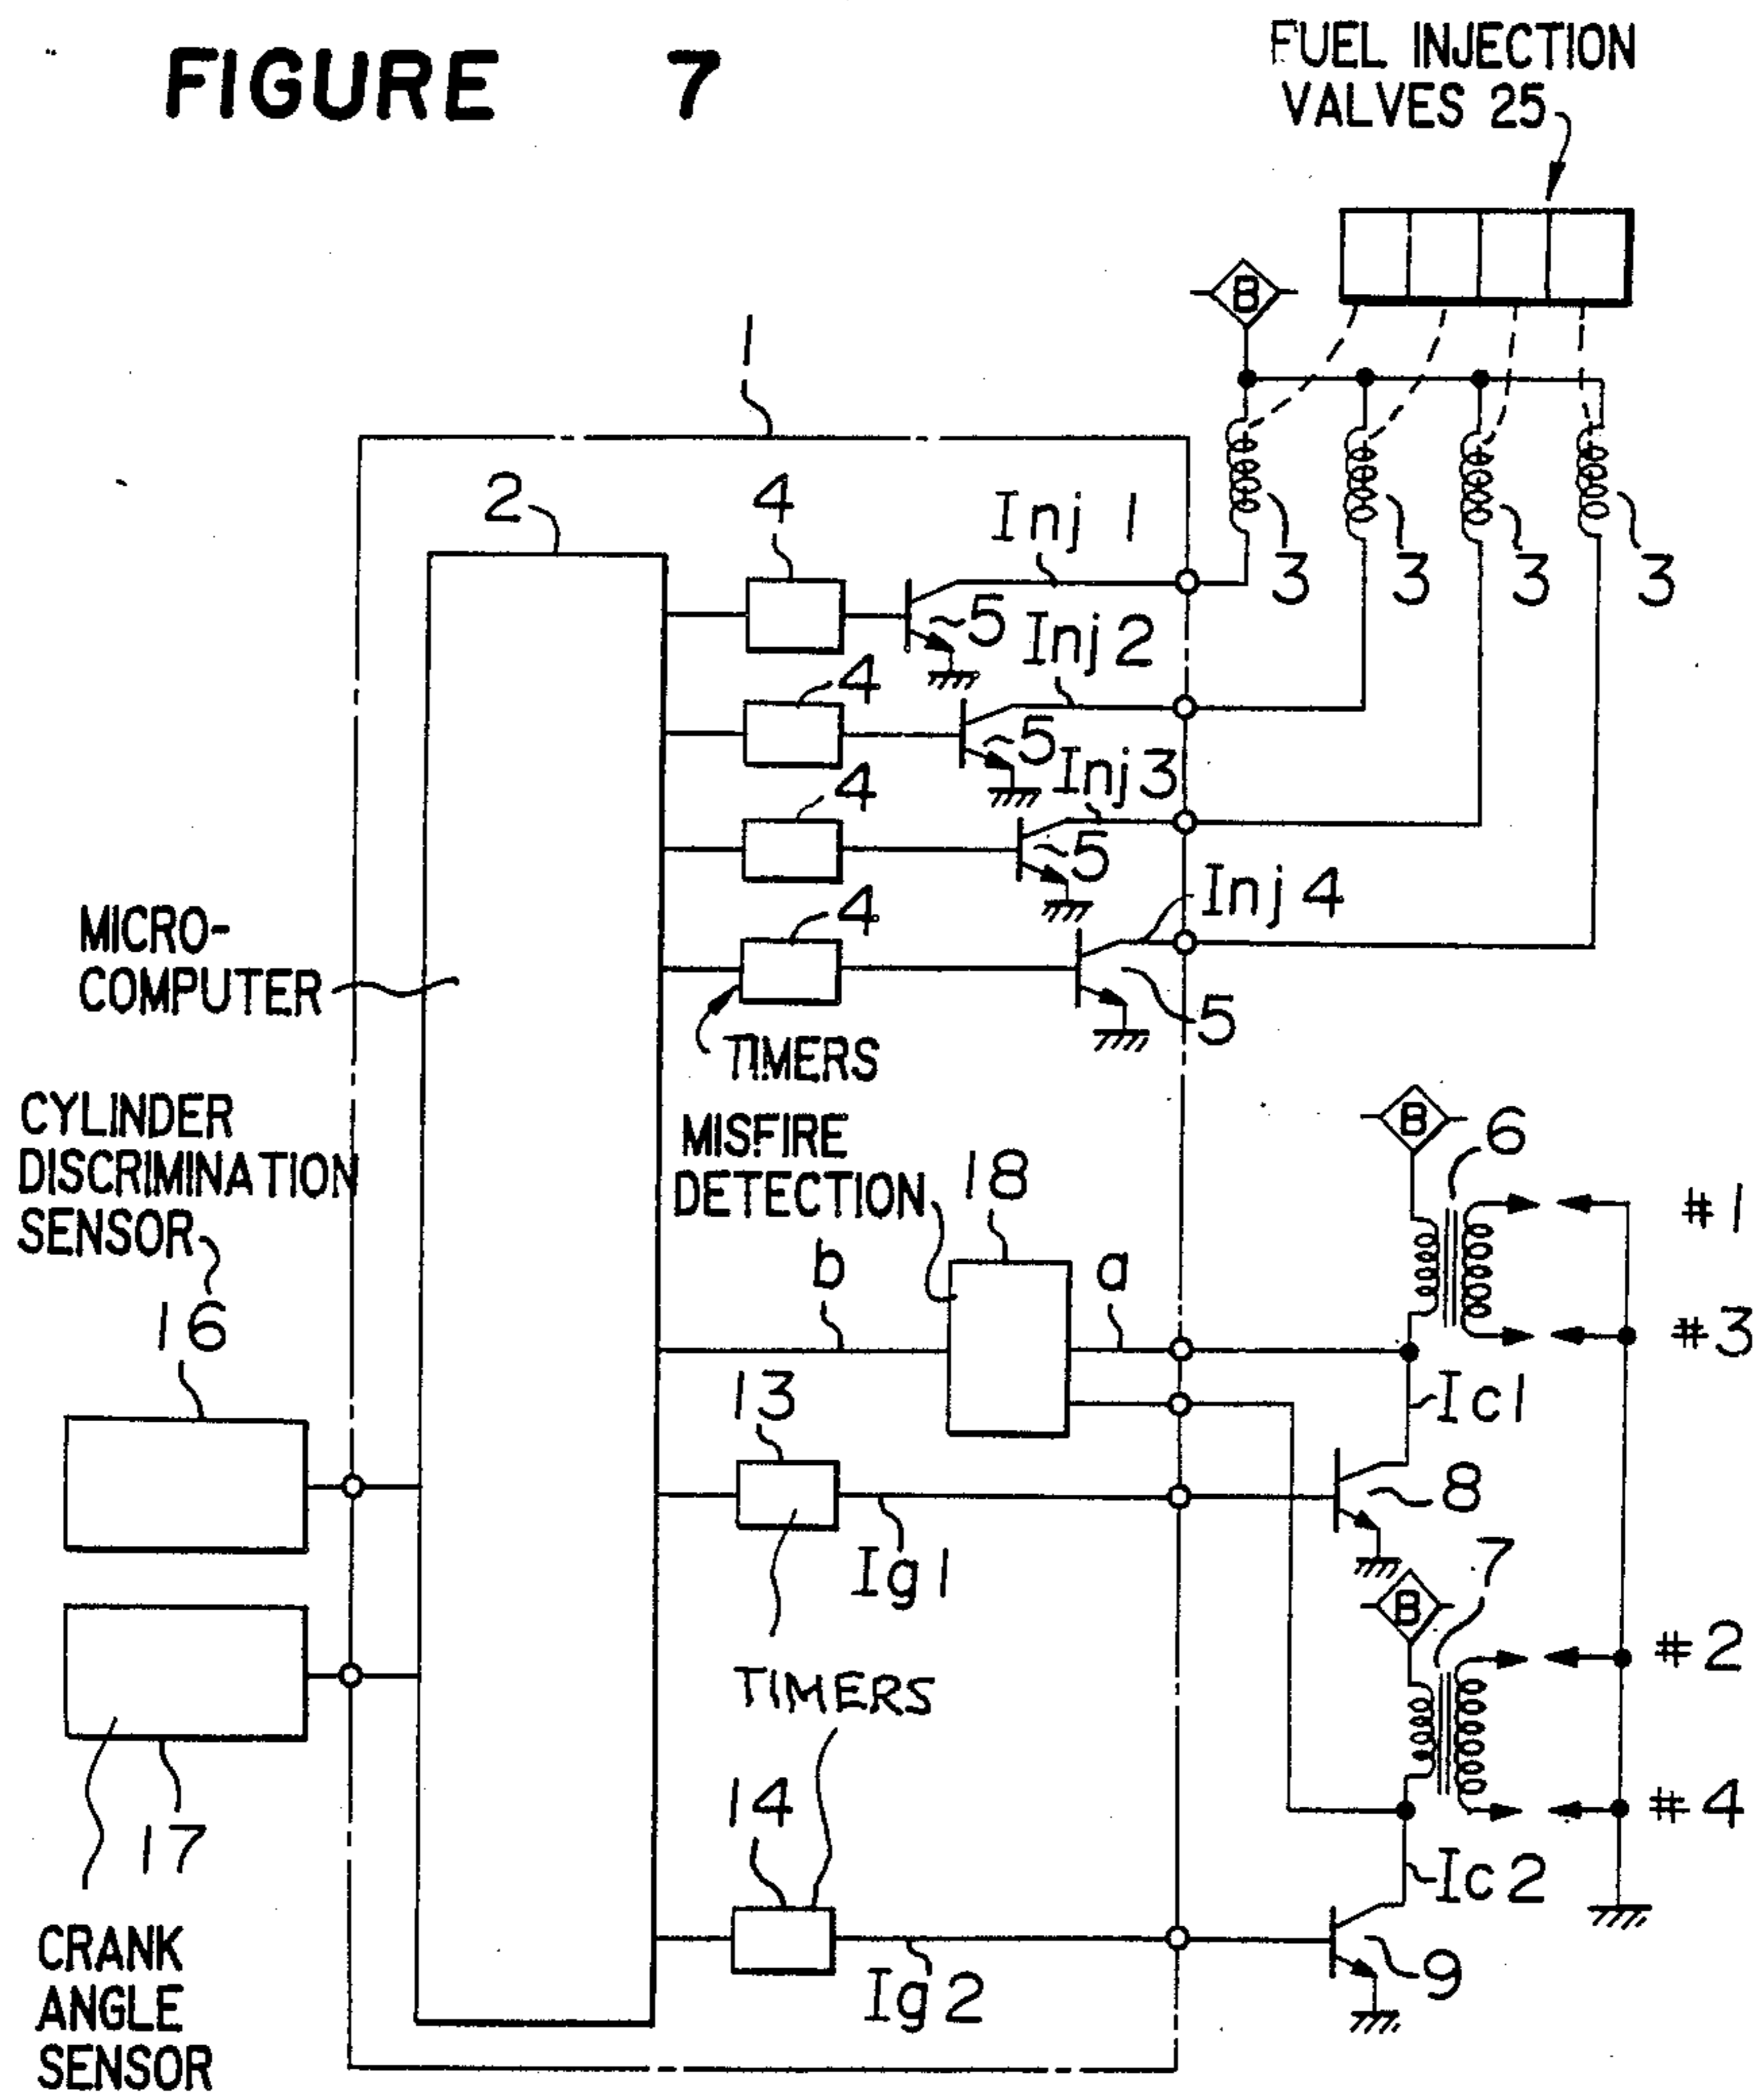 FIGURE 7
FUEL INJECTION
VALVES 25
B
1
2
4
Inj 1
3
3
3
3
5
Inj 2
4
5
Inj 3
4
5
Inj 4
4
5
MICRO-
COMPUTER
TIMERS
CYLINDER
DISCRIMINATION
SENSOR
16
MISFIRE
DETECTION
18
b
a
B
6
#1
#3
Ic1
13
8
Ig1
B
7
#2
TIMERS
17
14
#4
Ic2
CRANK
ANGLE
SENSOR
Ig2
9